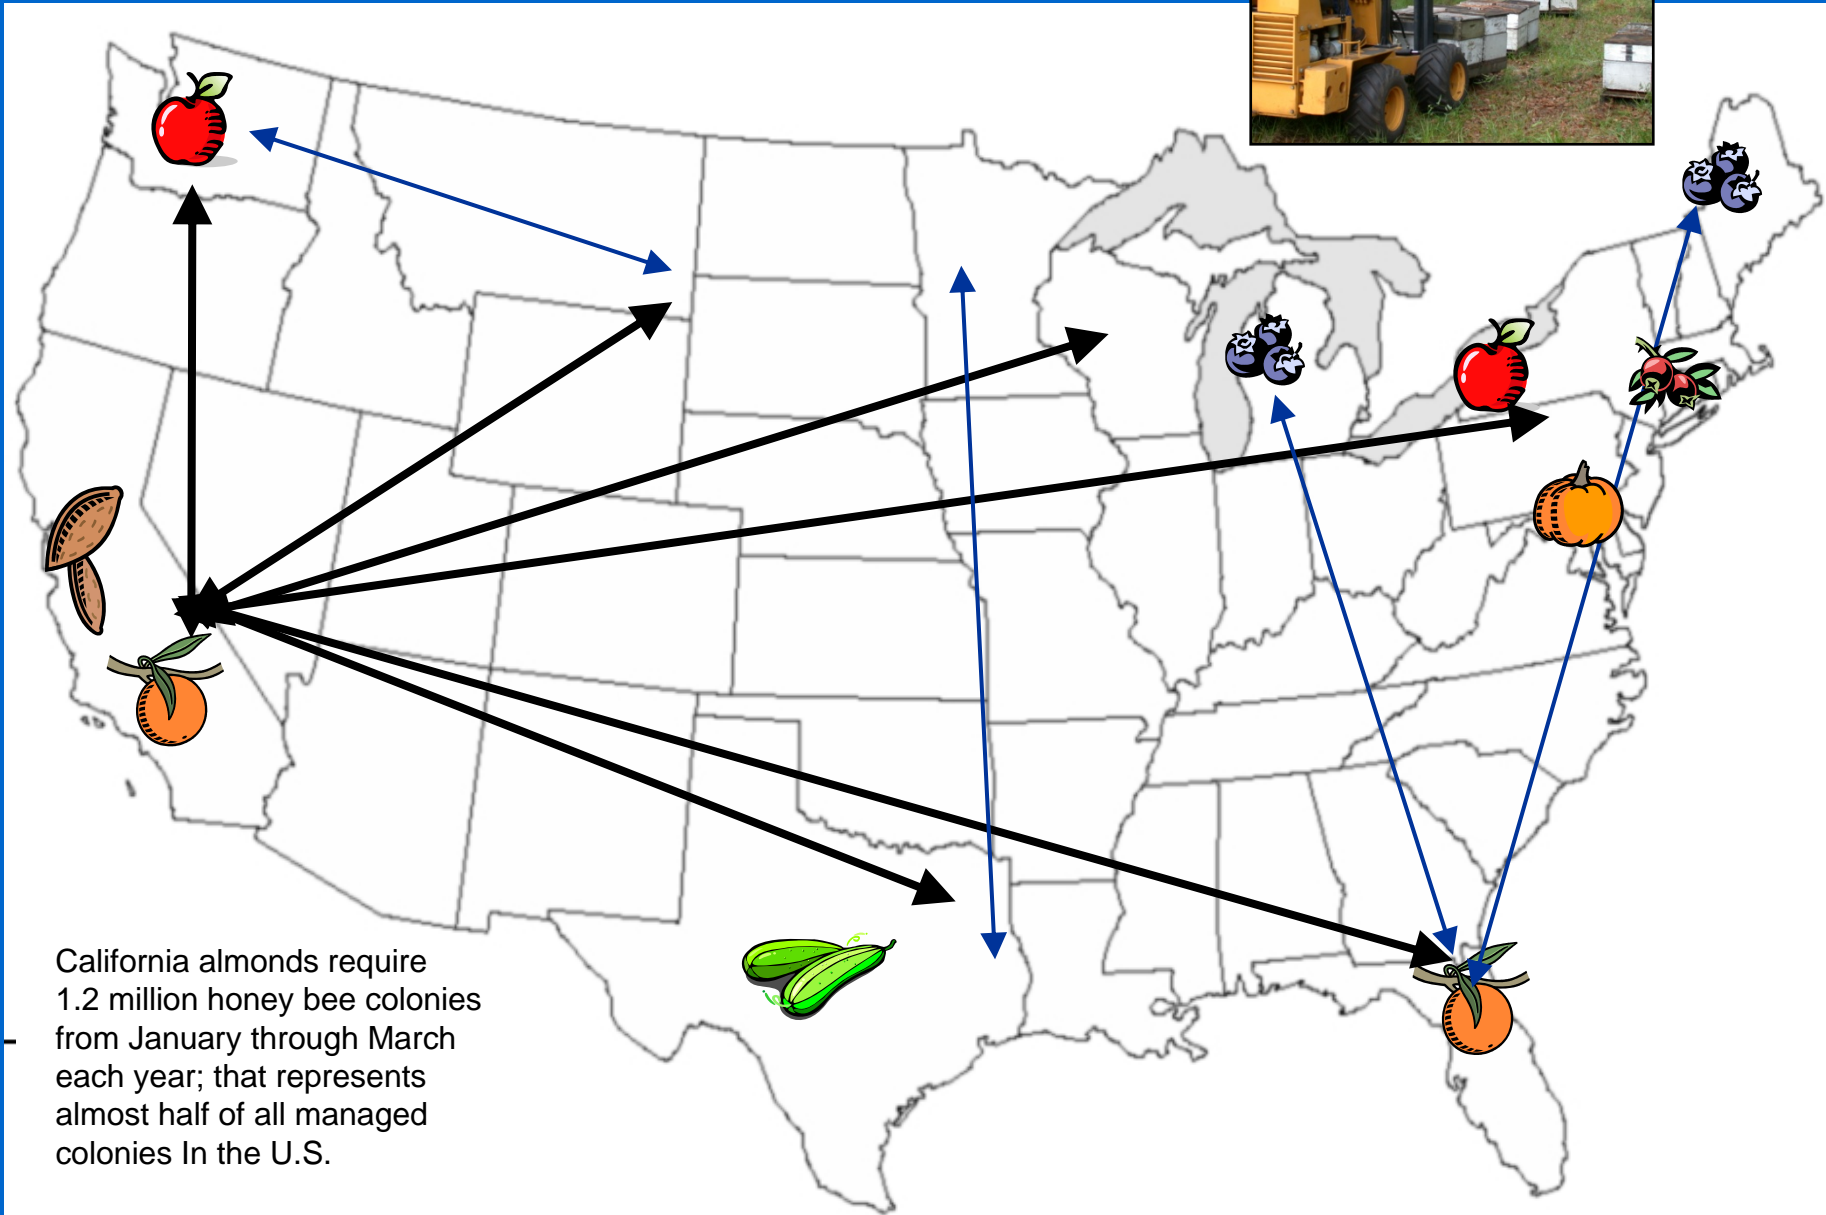 California almonds require
1.2 million honey bee colonies
from January through March
each year; that represents
almost half of all managed
colonies In the U.S.